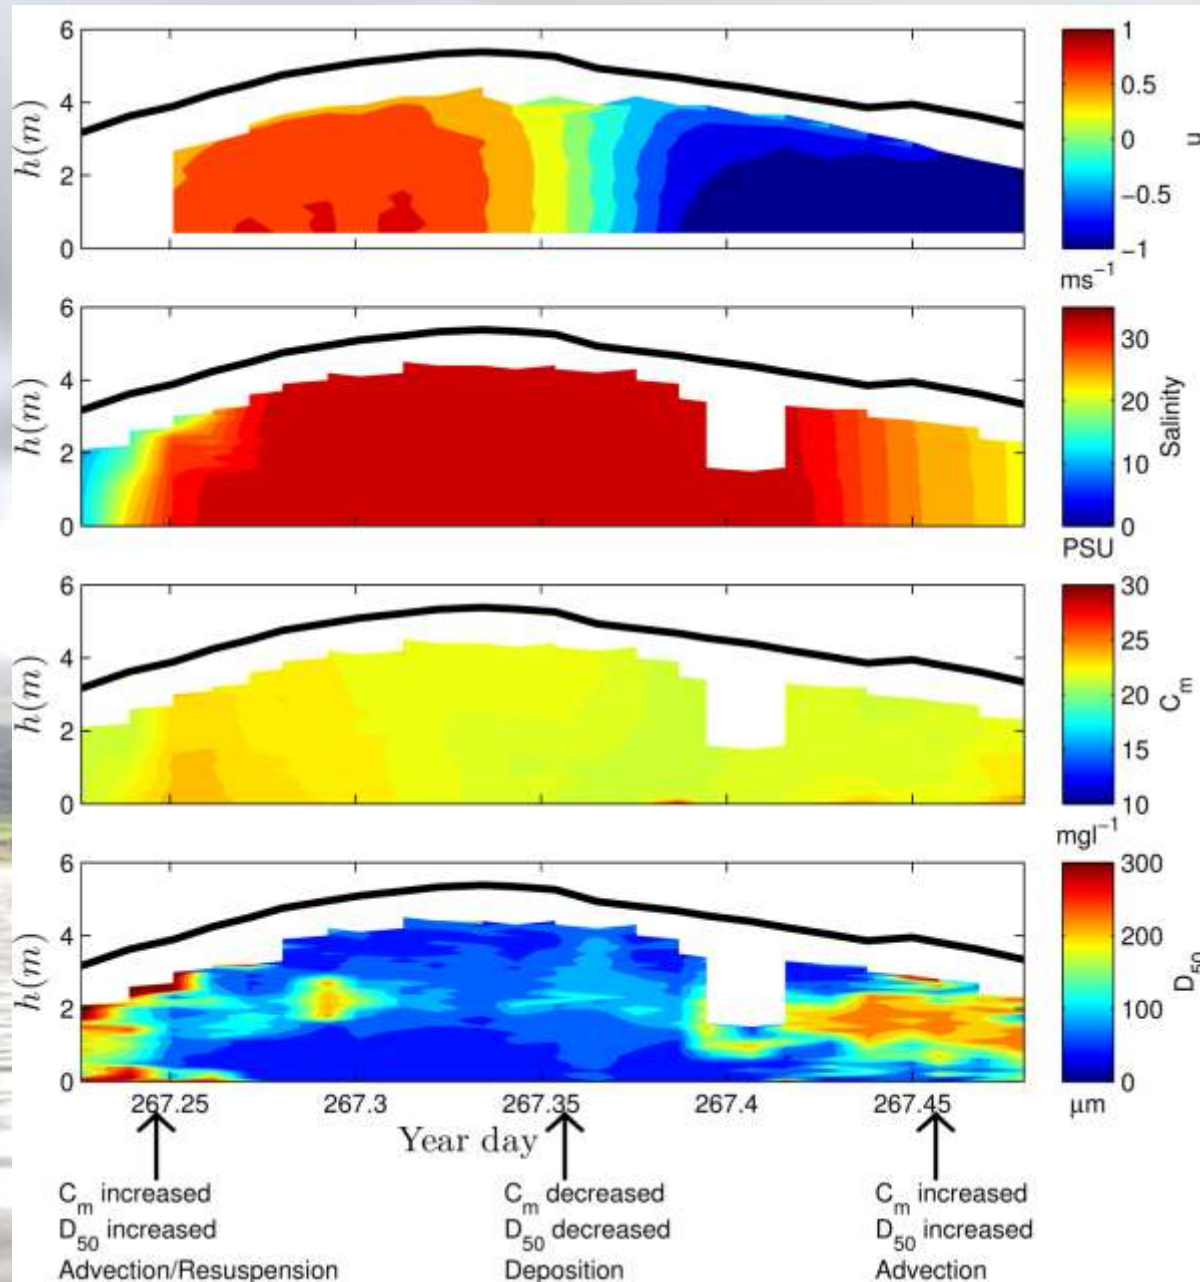 6
4
2
0
h(m)
1
0.5
0
−0.5
−1
u
ms⁻¹
6
4
2
0
h(m)
30
20
10
0
Salinity
PSU
6
4
2
0
h(m)
30
25
20
15
10
Cₘ
mgl⁻¹
6
4
2
0
h(m)
300
200
100
0
D₅₀
μm
267.25 267.3 267.35 267.4 267.45
Year day
Cₘ increased
D₅₀ increased
Advection/Resuspension
Cₘ decreased
D₅₀ decreased
Deposition
Cₘ increased
D₅₀ increased
Advection